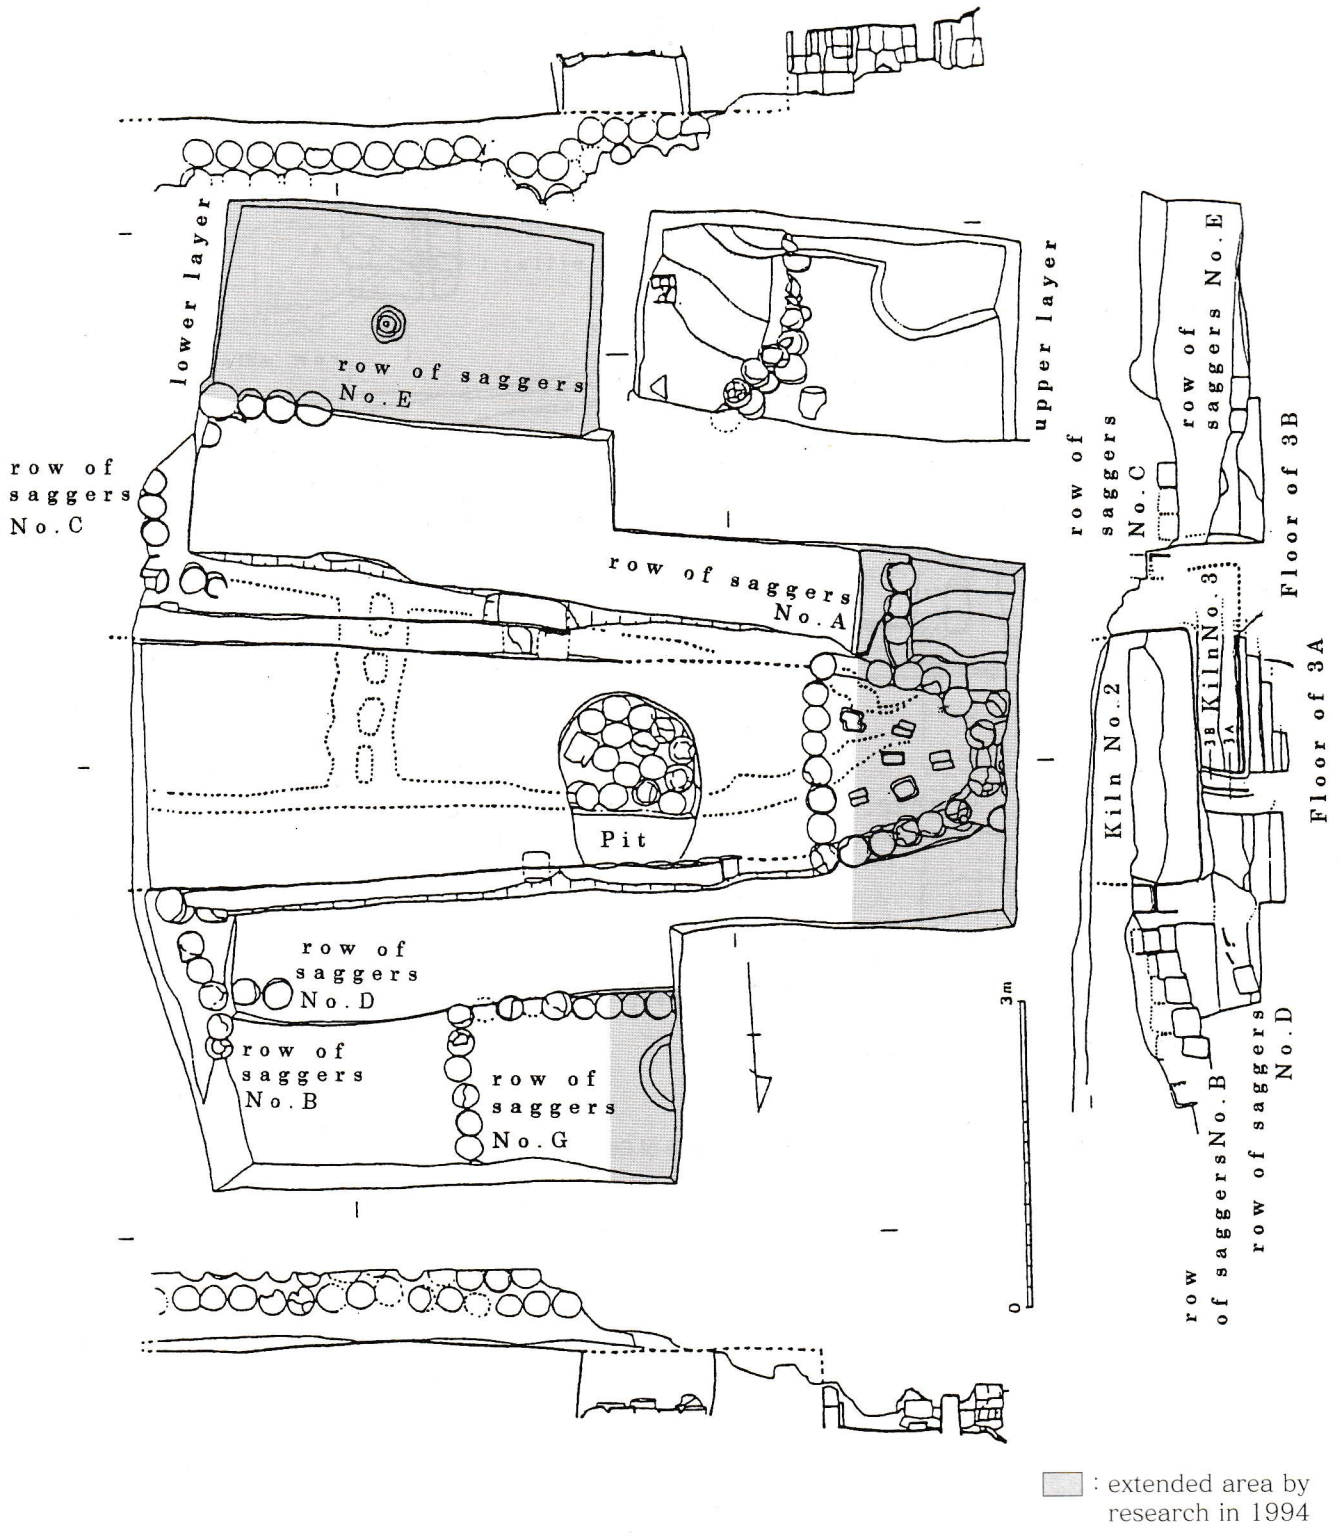 lower layer
row of saggers
No.E
upper layer
row of
saggers No.E
row of
saggers
No.C
row of
saggers
No.C
Floor of 3B
row of saggers
No.A
Kiln No.3
3B
3A
Kiln No.2
Floor of 3A
Pit
row of
saggers
No.D
row of
saggers
No.B
row of
saggers
No.G
3m
0
row
of saggersNo.B
row of saggers
No.D
: extended area by
research in 1994